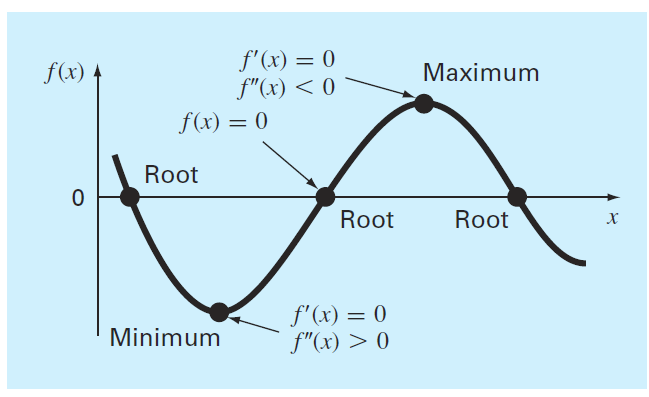 f'(x) = 0
f(x)
Maximum
f"(x) < 0
f(x) = 0
Root
0
Root
Root
x
f'(x) = 0
Minimum
f"(x) > 0